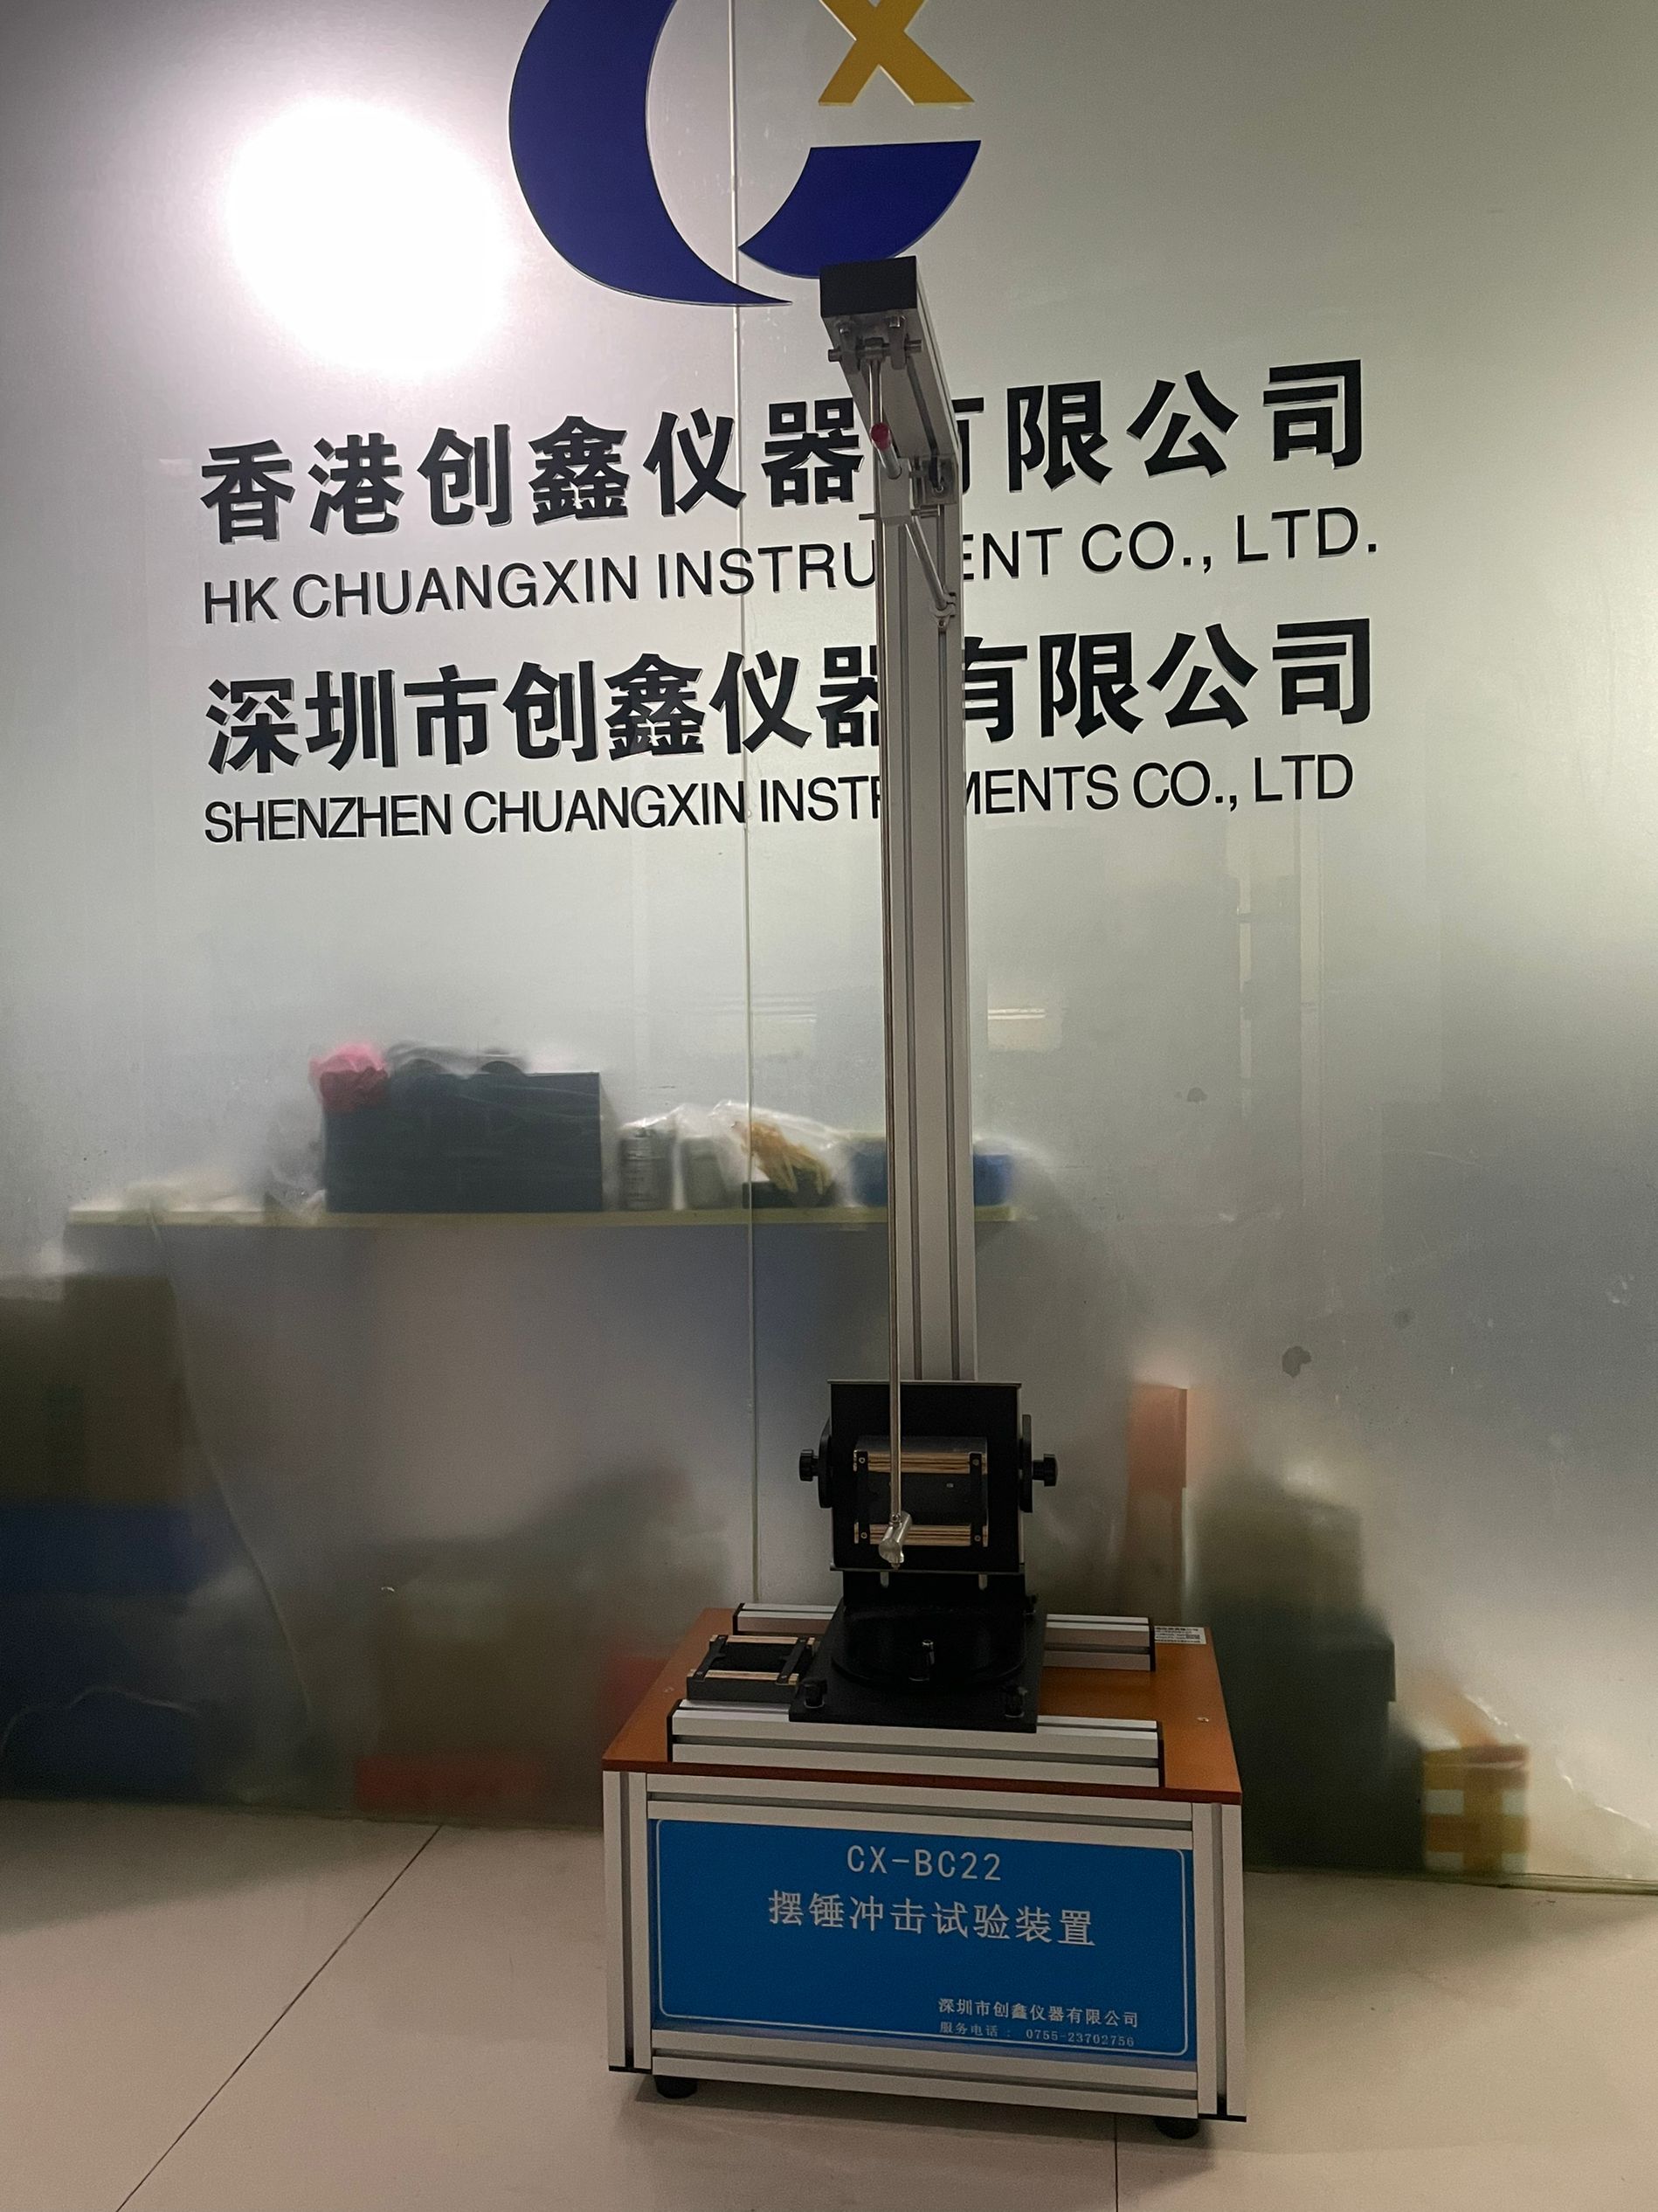 X
香港创鑫仪器有限公司
HK CHUANGXIN INSTRU ENT CO., LTD.
深圳市创鑫仪器有限公司
SHENZHEN CHUANGXIN INSTR MENTS CO., LTD
CX-BC22
摆锤冲击试验装置
深圳市创鑫仪器有限公司
服务电话： 0755-23702756